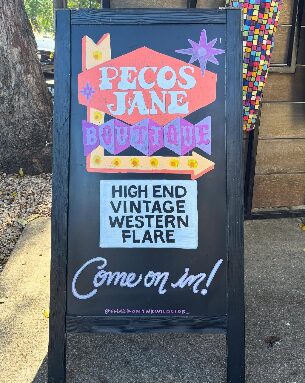 PECOS
JANE
BOUTIQUE
HIGH END
VINTAGE
WESTERN
FLARE
Come on in!